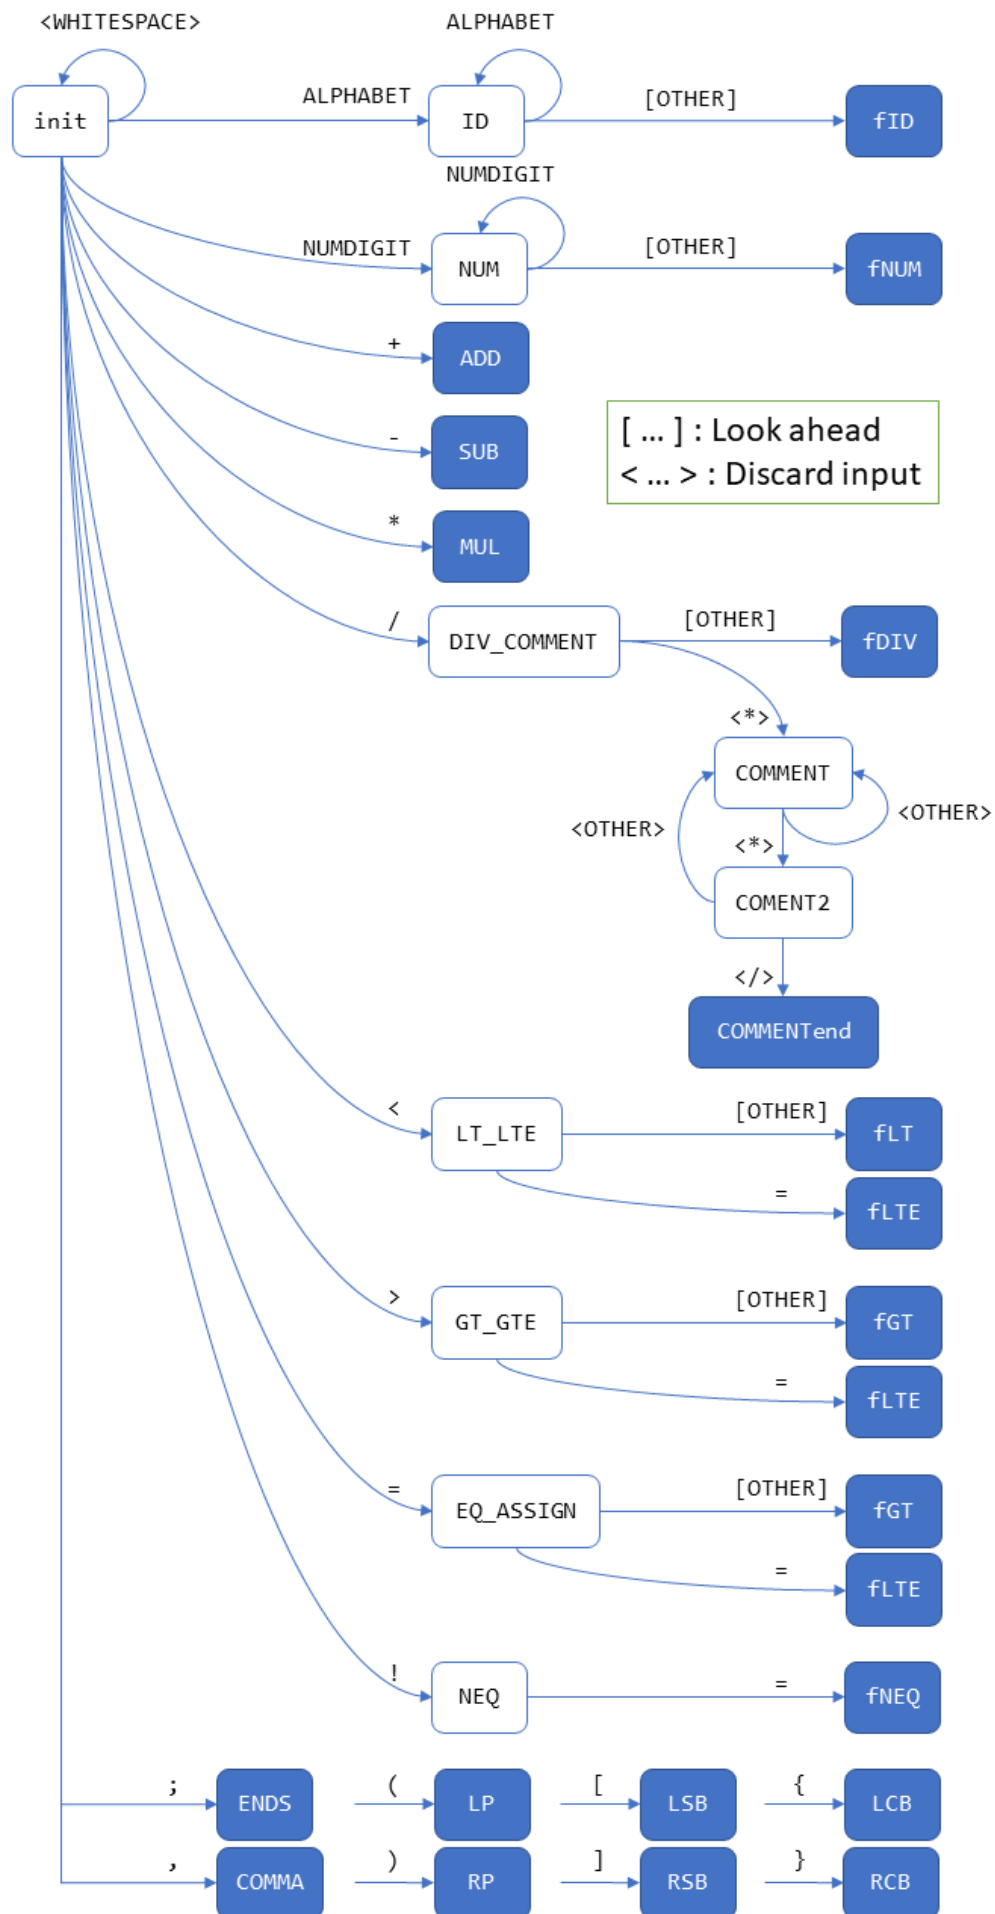 <WHITESPACE>
ALPHABET
init
ALPHABET
ID
[OTHER]
fID
NUMDIGIT
NUMDIGIT
NUM
[OTHER]
fNUM
+
ADD
-
SUB
[ ... ] : Look ahead
< ... > : Discard input
*
MUL
/
DIV_COMMENT
[OTHER]
fDIV
<*>
COMMENT
<OTHER>
<OTHER>
<*>
COMENT2
</>
COMMENTend
<
LT_LTE
[OTHER]
fLT
=
fLTE
>
GT_GTE
[OTHER]
fGT
=
fLTE
=
EQ_ASSIGN
[OTHER]
fGT
=
fLTE
!
NEQ
=
fNEQ
;
ENDS
(
LP
[
LSB
{
LCB
,
COMMA
)
RP
]
RSB
}
RCB